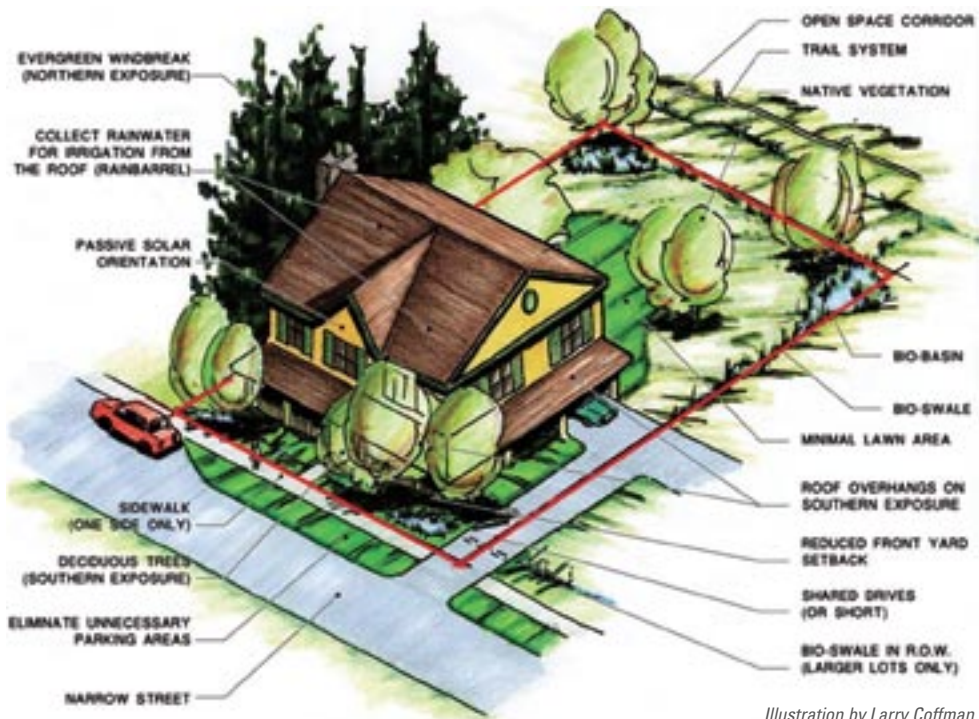 EVERGREEN WINDBREAK
(NORTHERN EXPOSURE)
COLLECT RAINWATER
FOR IRRIGATION FROM
THE ROOF (RAINBARREL)
PASSIVE SOLAR
ORIENTATION
SIDEWALK
(ONE SIDE ONLY)
DECIDUOUS TREES
(SOUTHERN EXPOSURE)
ELIMINATE UNNECESSARY
PARKING AREAS
NARROW STREET
OPEN SPACE CORRIDOR
TRAIL SYSTEM
NATIVE VEGETATION
BIO-BASIN
BIO-SWALE
MINIMAL LAWN AREA
ROOF OVERHANGS ON
SOUTHERN EXPOSURE
REDUCED FRONT YARD
SETBACK
SHARED DRIVES
(OR SHORT)
BIO-SWALE IN R.O.W.
(LARGER LOTS ONLY)
Illustration by Larry Coffman